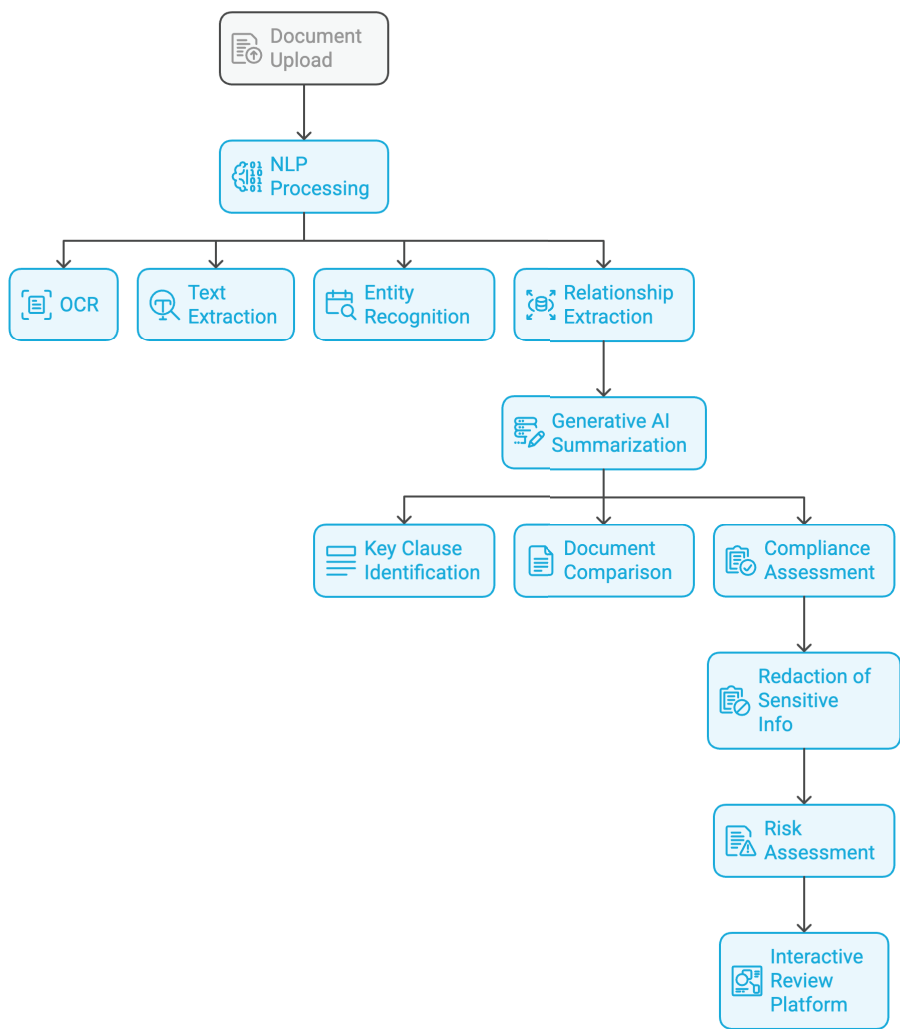 Document
Upload
NLP
Processing
OCR
Text
Extraction
Entity
Recognition
Relationship
Extraction
Generative AI
Summarization
Key Clause
Identification
Document
Comparison
Compliance
Assessment
Redaction of
Sensitive
Info
Risk
Assessment
Interactive
Review
Platform